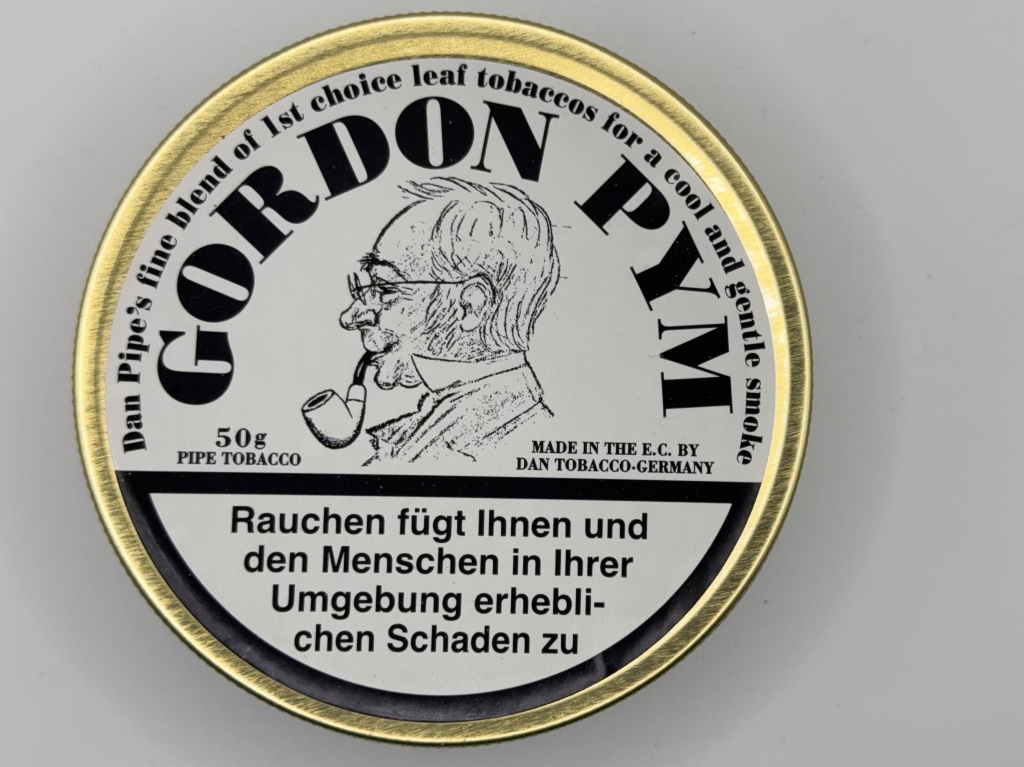 Dan Pipe's fine blend of 1st choice leaf tobaccos for a cool and gentle smoke
GORDON PYM
50g
PIPE TOBACCO
MADE IN THE E.C. BY
DAN TOBACCO·GERMANY
Rauchen fügt Ihnen und
den Menschen in Ihrer
Umgebung erhebli-
chen Schaden zu